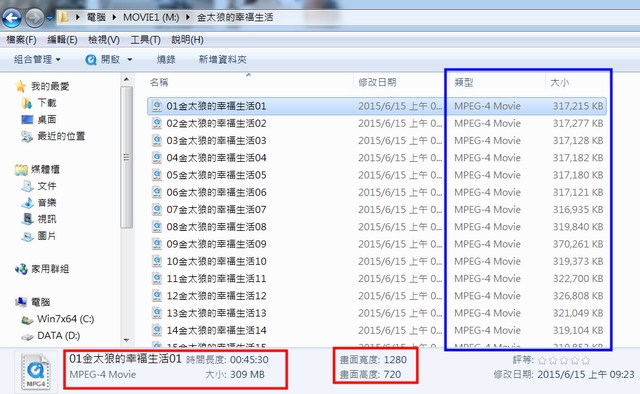 電腦 ▸ MOVIE1 (M:) ▸ 金太狼的幸福生活
檔案(F) 編輯(E) 檢視(V) 工具(T) 說明(H)
組合管理 開啟 燒錄 新增資料夾
名稱 修改日期 類型 大小
我的最愛
下載
桌面
最近的位置
媒體櫃
文件
音樂
視訊
圖片
家用群組
電腦
Win7x64 (C:)
DATA (D:)
01金太狼的幸福生活01 2015/6/15 上午 0... MPEG-4 Movie 317,215 KB
02金太狼的幸福生活02 2015/6/15 上午 0... MPEG-4 Movie 317,277 KB
03金太狼的幸福生活03 2015/6/15 上午 0... MPEG-4 Movie 317,128 KB
04金太狼的幸福生活04 2015/6/15 上午 0... MPEG-4 Movie 317,182 KB
05金太狼的幸福生活05 2015/6/15 上午 0... MPEG-4 Movie 317,180 KB
06金太狼的幸福生活06 2015/6/15 上午 0... MPEG-4 Movie 317,121 KB
07金太狼的幸福生活07 2015/6/15 上午 0... MPEG-4 Movie 316,935 KB
08金太狼的幸福生活08 2015/6/15 上午 0... MPEG-4 Movie 319,840 KB
09金太狼的幸福生活09 2015/6/15 上午 0... MPEG-4 Movie 370,261 KB
10金太狼的幸福生活10 2015/6/15 上午 0... MPEG-4 Movie 319,373 KB
11金太狼的幸福生活11 2015/6/15 上午 0... MPEG-4 Movie 322,700 KB
12金太狼的幸福生活12 2015/6/15 上午 0... MPEG-4 Movie 326,808 KB
13金太狼的幸福生活13 2015/6/15 上午 0... MPEG-4 Movie 321,049 KB
14金太狼的幸福生活14 2015/6/15 上午 0... MPEG-4 Movie 319,104 KB
15金太狼的幸福生活15 2015/6/15 上午 0... MPEG-4 Movie
01金太狼的幸福生活01 時間長度: 00:45:30 畫面寬度: 1280 評等:
MPEG-4 Movie 大小: 309 MB 畫面高度: 720 修改日期: 2015/6/15 上午 09:23
MPEG4